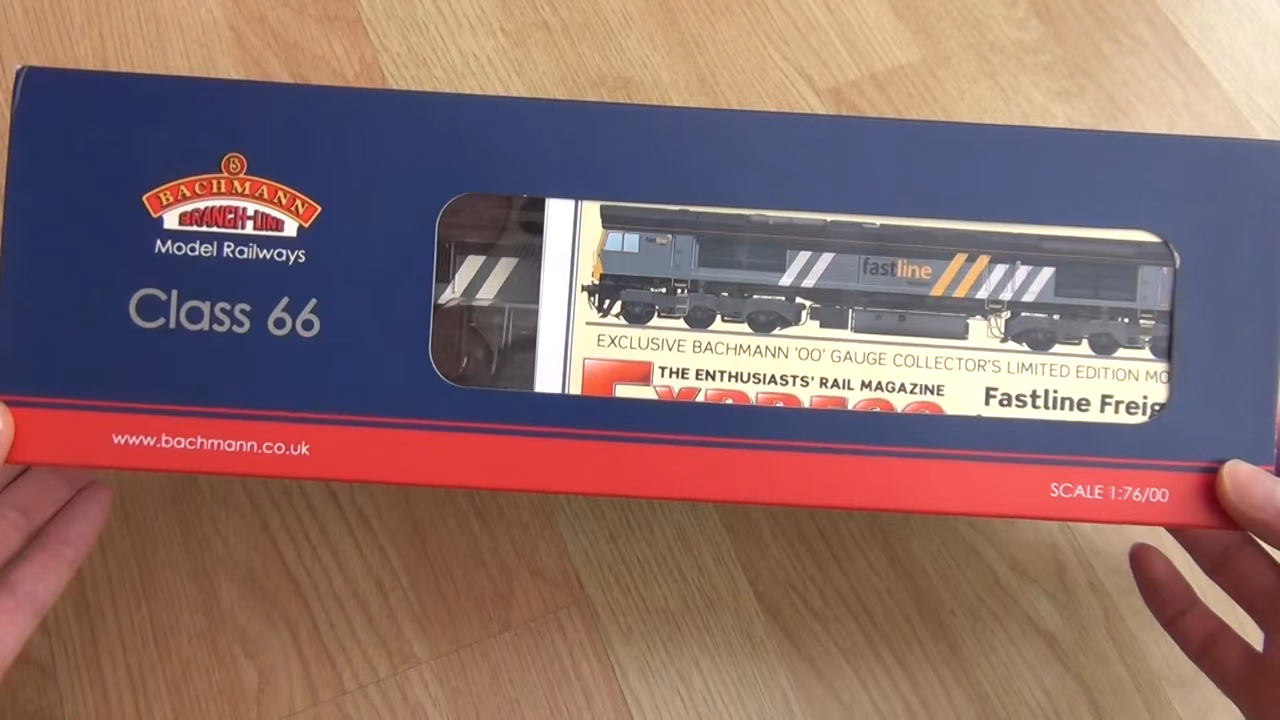 B
BACHMANN
BRANCH-LINE
Model Railways
Class 66
fastline
EXCLUSIVE BACHMANN 'OO' GAUGE COLLECTOR'S LIMITED EDITION MO
THE ENTHUSIASTS' RAIL MAGAZINE
Fastline Freig
www.bachmann.co.uk
SCALE 1:76/00